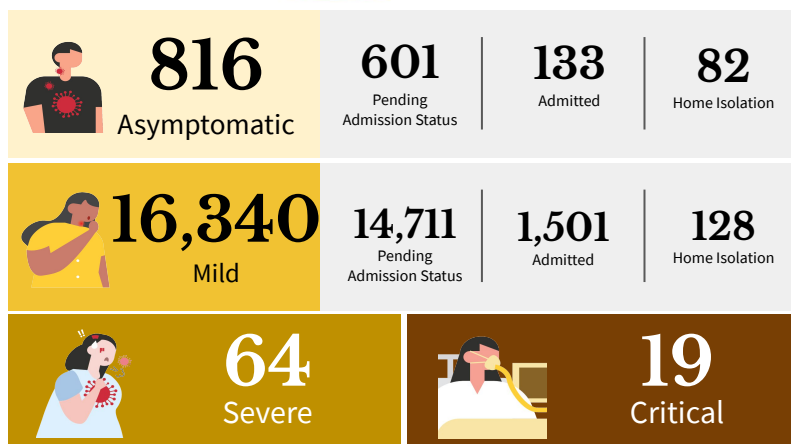 816
Asymptomatic
601
Pending
Admission Status
133
Admitted
82
Home Isolation
16,340
Mild
14,711
Pending
Admission Status
1,501
Admitted
128
Home Isolation
!!
64
Severe
19
Critical